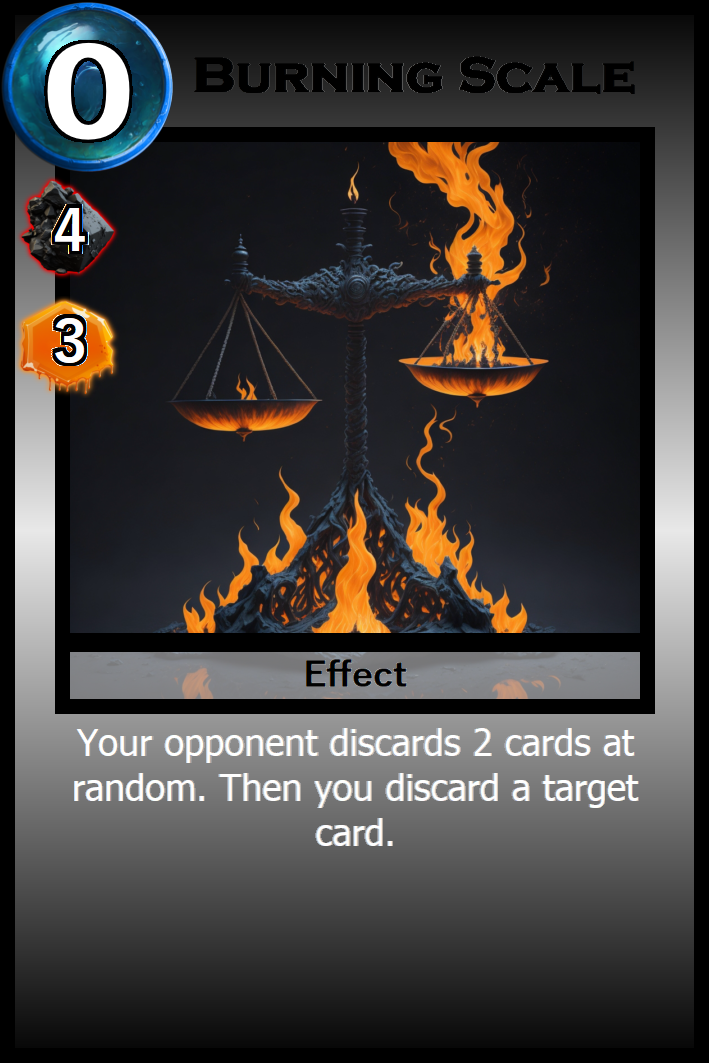 0
Burning Scale
4
3
Effect
Your opponent discards 2 cards at
random. Then you discard a target
card.